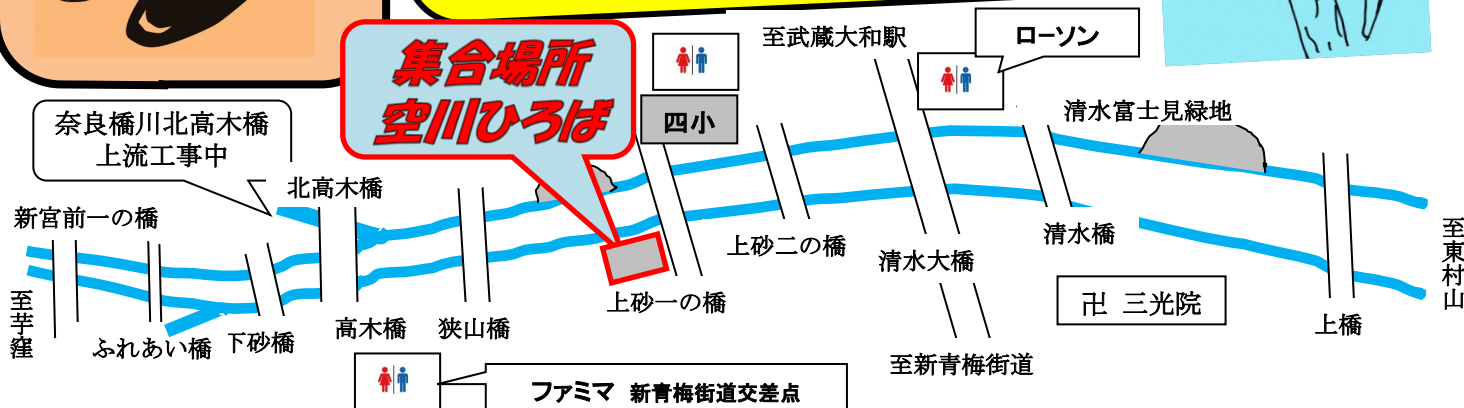 集合場所
空川ひろば
四小
至武蔵大和駅
ローソン
清水富士見緑地
奈良橋川北高木橋
上流工事中
北高木橋
新宮前一の橋
至芋窪
ふれあい橋
下砂橋
高木橋
狭山橋
上砂一の橋
上砂二の橋
清水大橋
清水橋
卍 三光院
上橋
至東村山
至新青梅街道
ファミマ 新青梅街道交差点